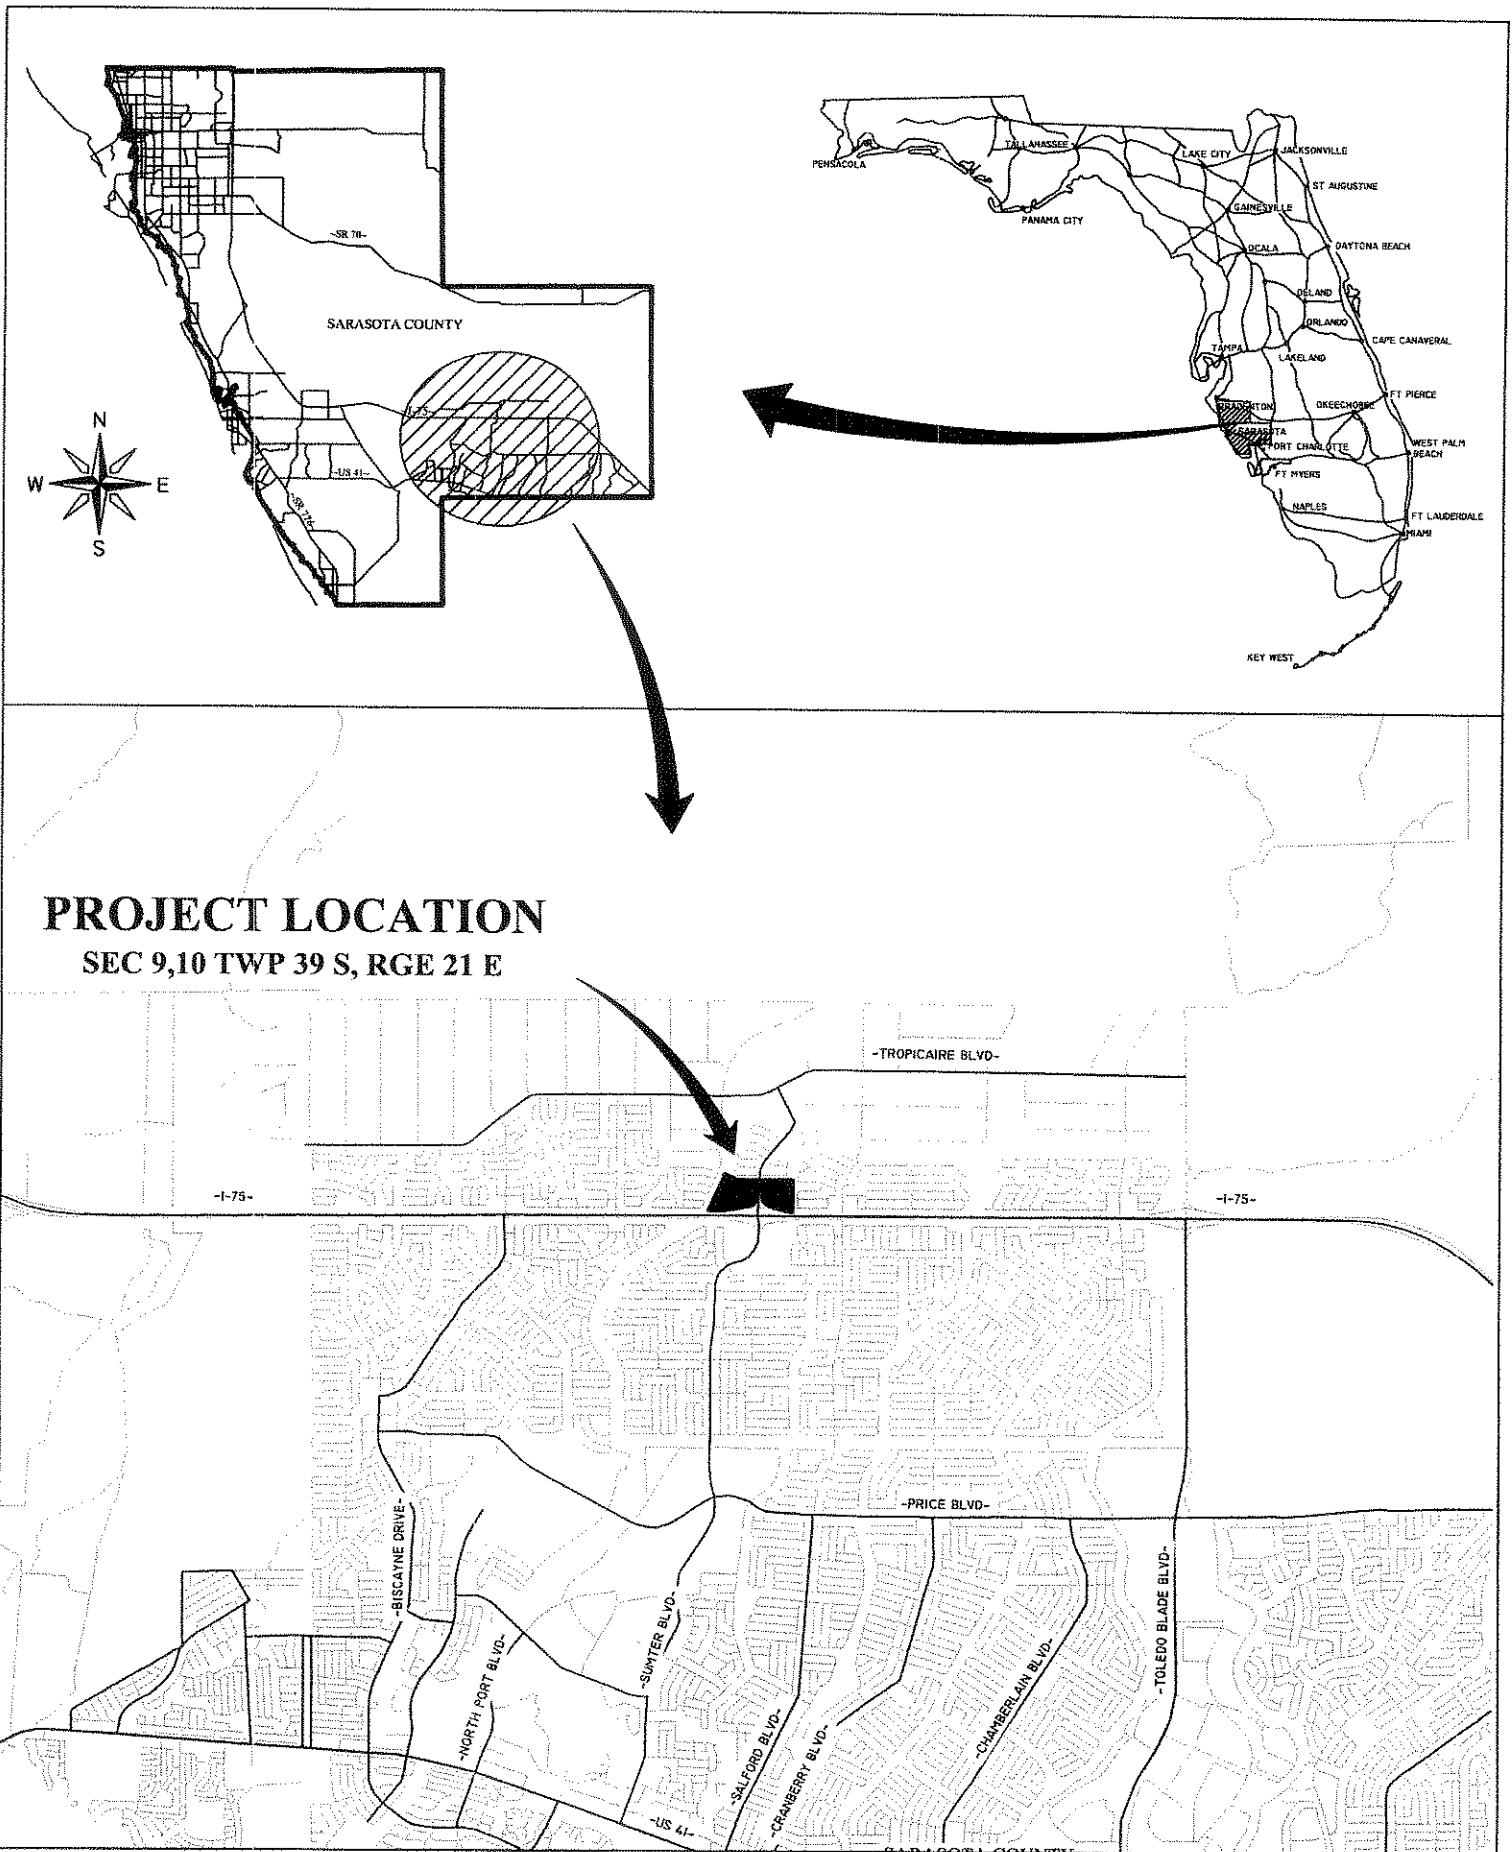 ~SR 70~
SARASOTA COUNTY
~I-75~
~US 41~
~SR 776~
N
W
E
S
PENSACOLA
TALLAHASSEE
PANAMA CITY
LAKE CITY
JACKSONVILLE
ST AUGUSTINE
GAINESVILLE
OCALA
DAYTONA BEACH
DELAND
ORLANDO
CAPE CANAVERAL
TAMPA
LAKELAND
FT PIERCE
BRADENTON
OKEECHOBEE
SARASOTA
PORT CHARLOTTE
WEST PALM
BEACH
FT MYERS
NAPLES
FT LAUDERDALE
MIAMI
KEY WEST
PROJECT LOCATION
SEC 9,10 TWP 39 S, RGE 21 E
~TROPICAIRE BLVD~
~I-75~
~I-75~
~PRICE BLVD~
~BISCAYNE DRIVE~
~NORTH PORT BLVD~
~SUMTER BLVD~
~SALFORD BLVD~
~CRANBERRY BLVD~
~CHAMBERLAIN BLVD~
~TOLEDO BLADE BLVD~
~US 41~
SARASOTA COUNTY